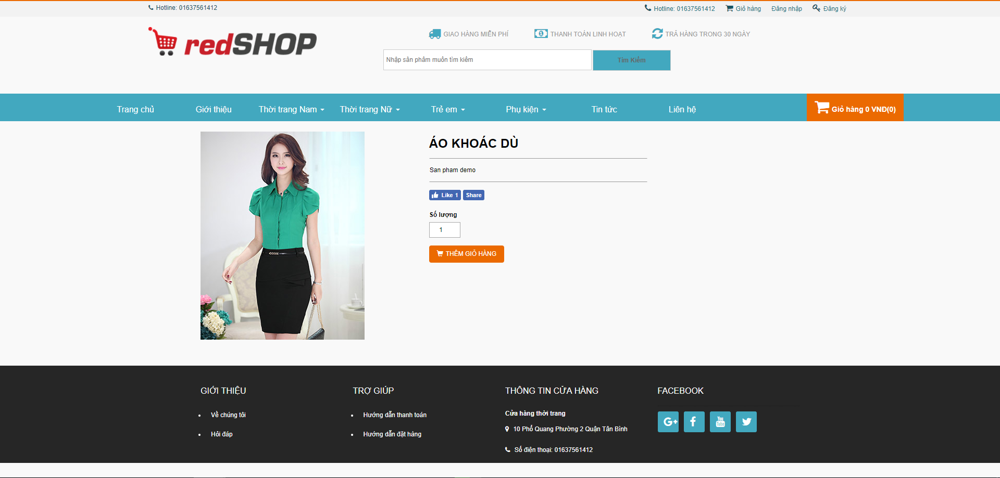 Hotline: 01637561412
Hotline: 01637561412 Giỏ hàng Đăng nhập Đăng ký
redSHOP
GIAO HÀNG MIỄN PHÍ THANH TOÁN LINH HOẠT TRẢ HÀNG TRONG 30 NGÀY
Nhập sản phẩm muốn tìm kiếm Tìm Kiếm
Trang chủ Giới thiệu Thời trang Nam Thời trang Nữ Trẻ em Phụ kiện Tin tức Liên hệ Giỏ hàng 0 VNĐ(0)
ÁO KHOÁC DÙ
San pham demo
Like 1 Share
Số lượng
1
THÊM GIỎ HÀNG
GIỚI THIỆU
Về chúng tôi
Hỏi đáp
TRỢ GIÚP
Hướng dẫn thanh toán
Hướng dẫn đặt hàng
THÔNG TIN CỬA HÀNG
Cửa hàng thời trang
10 Phổ Quang Phường 2 Quận Tân Bình
Số điện thoại: 01637561412
FACEBOOK
G+ f You Tube